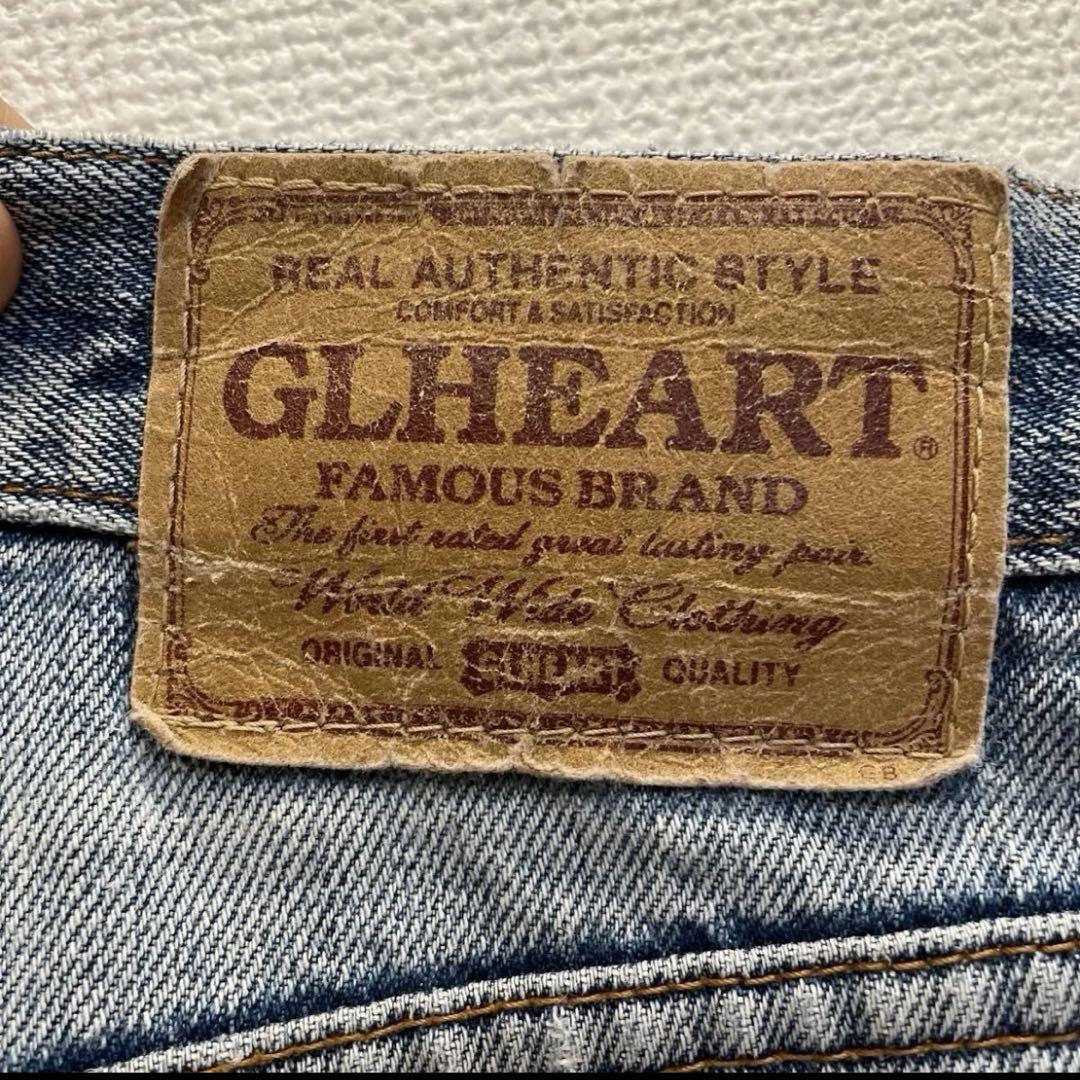 REAL AUTHENTIC STYLE
COMFORT & SATISFACTION
GLHEART®
FAMOUS BRAND
The first rated great lasting pair.
World Wide Clothing
ORIGINAL
QUALITY